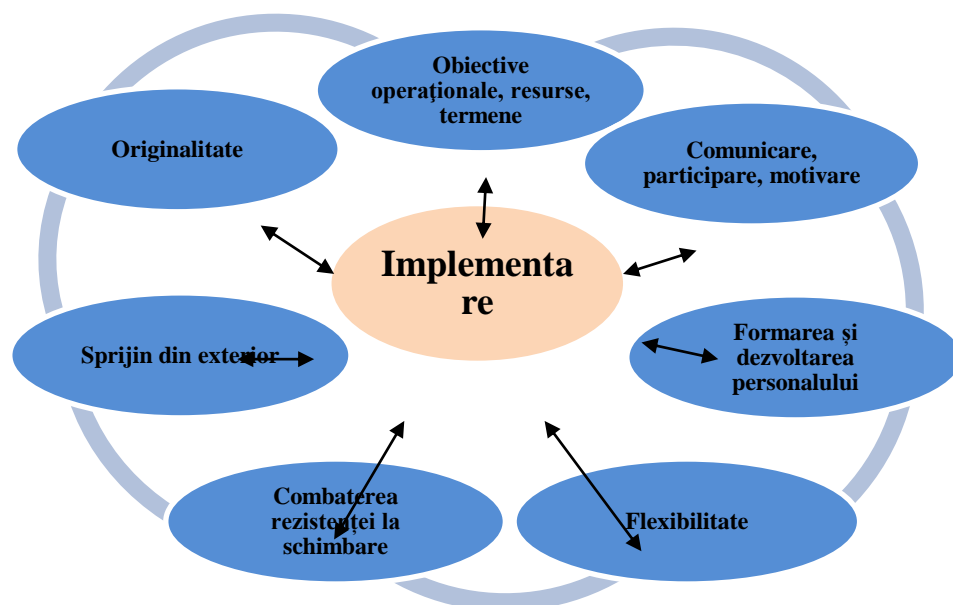 Obiective
operaţionale, resurse,
termene
Originalitate
Comunicare,
participare, motivare
Implementa
re
Sprijin din exterior
Formarea și
dezvoltarea
personalului
Combaterea
rezistenței la
schimbare
Flexibilitate